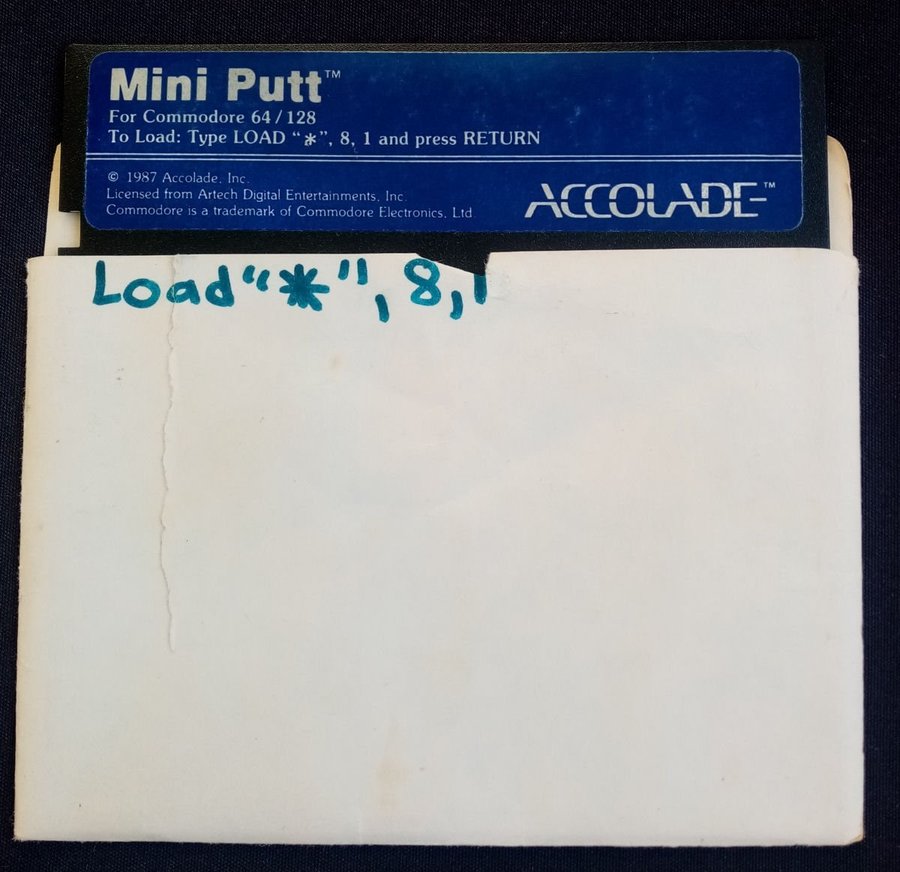 Mini Putt™
For Commodore 64/128
To Load: Type LOAD “*”, 8, 1 and press RETURN
© 1987 Accolade, Inc.
Licensed from Artech Digital Entertainments, Inc.
Commodore is a trademark of Commodore Electronics, Ltd
ACCOLADE™
Load“*”,8,1